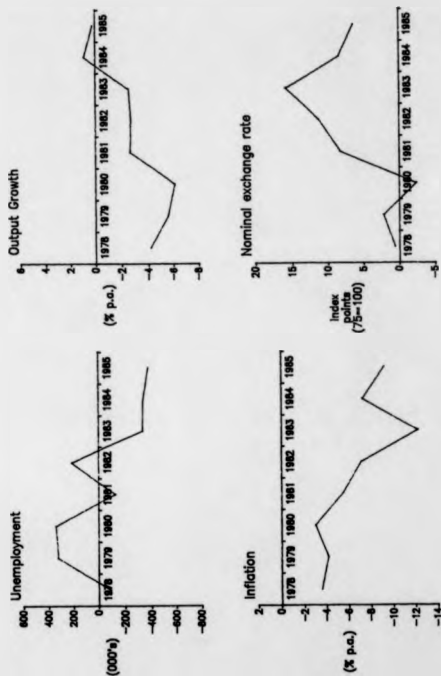 Unemployment
800
600
400
200
0
-200
-400
-600
-800
(000's)
1978 1979 1980 1981 1982 1983 1984 1985
Output Growth
6
4
2
0
-2
-4
-6
-8
(% p.a.)
1978 1979 1980 1981 1982 1983 1984 1985
Inflation
2
0
-2
-4
-6
-8
-10
-12
-14
(% p.a.)
1978 1979 1980 1981 1982 1983 1984 1985
Nominal exchange rate
20
15
10
5
0
-5
Index
points
(75=100)
1978 1979 1980 1981 1982 1983 1984 1985